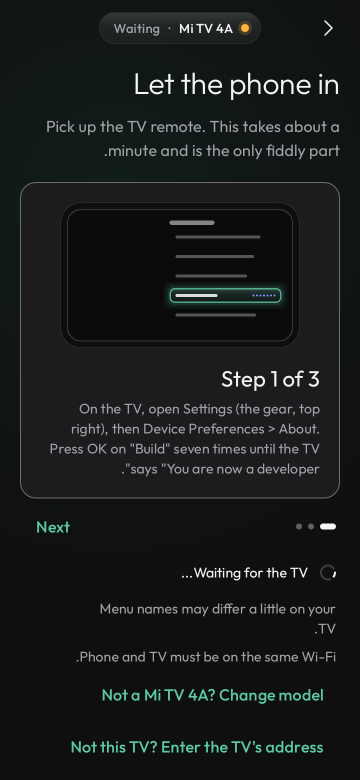 Waiting · Mi TV 4A
Let the phone in
Pick up the TV remote. This takes about a
.minute and is the only fiddly part
Step 1 of 3
On the TV, open Settings (the gear, top
right), then Device Preferences > About.
Press OK on "Build" seven times until the TV
."says "You are now a developer
Next
...Waiting for the TV
Menu names may differ a little on your
.TV
.Phone and TV must be on the same Wi-Fi
Not a Mi TV 4A? Change model
Not this TV? Enter the TV's address